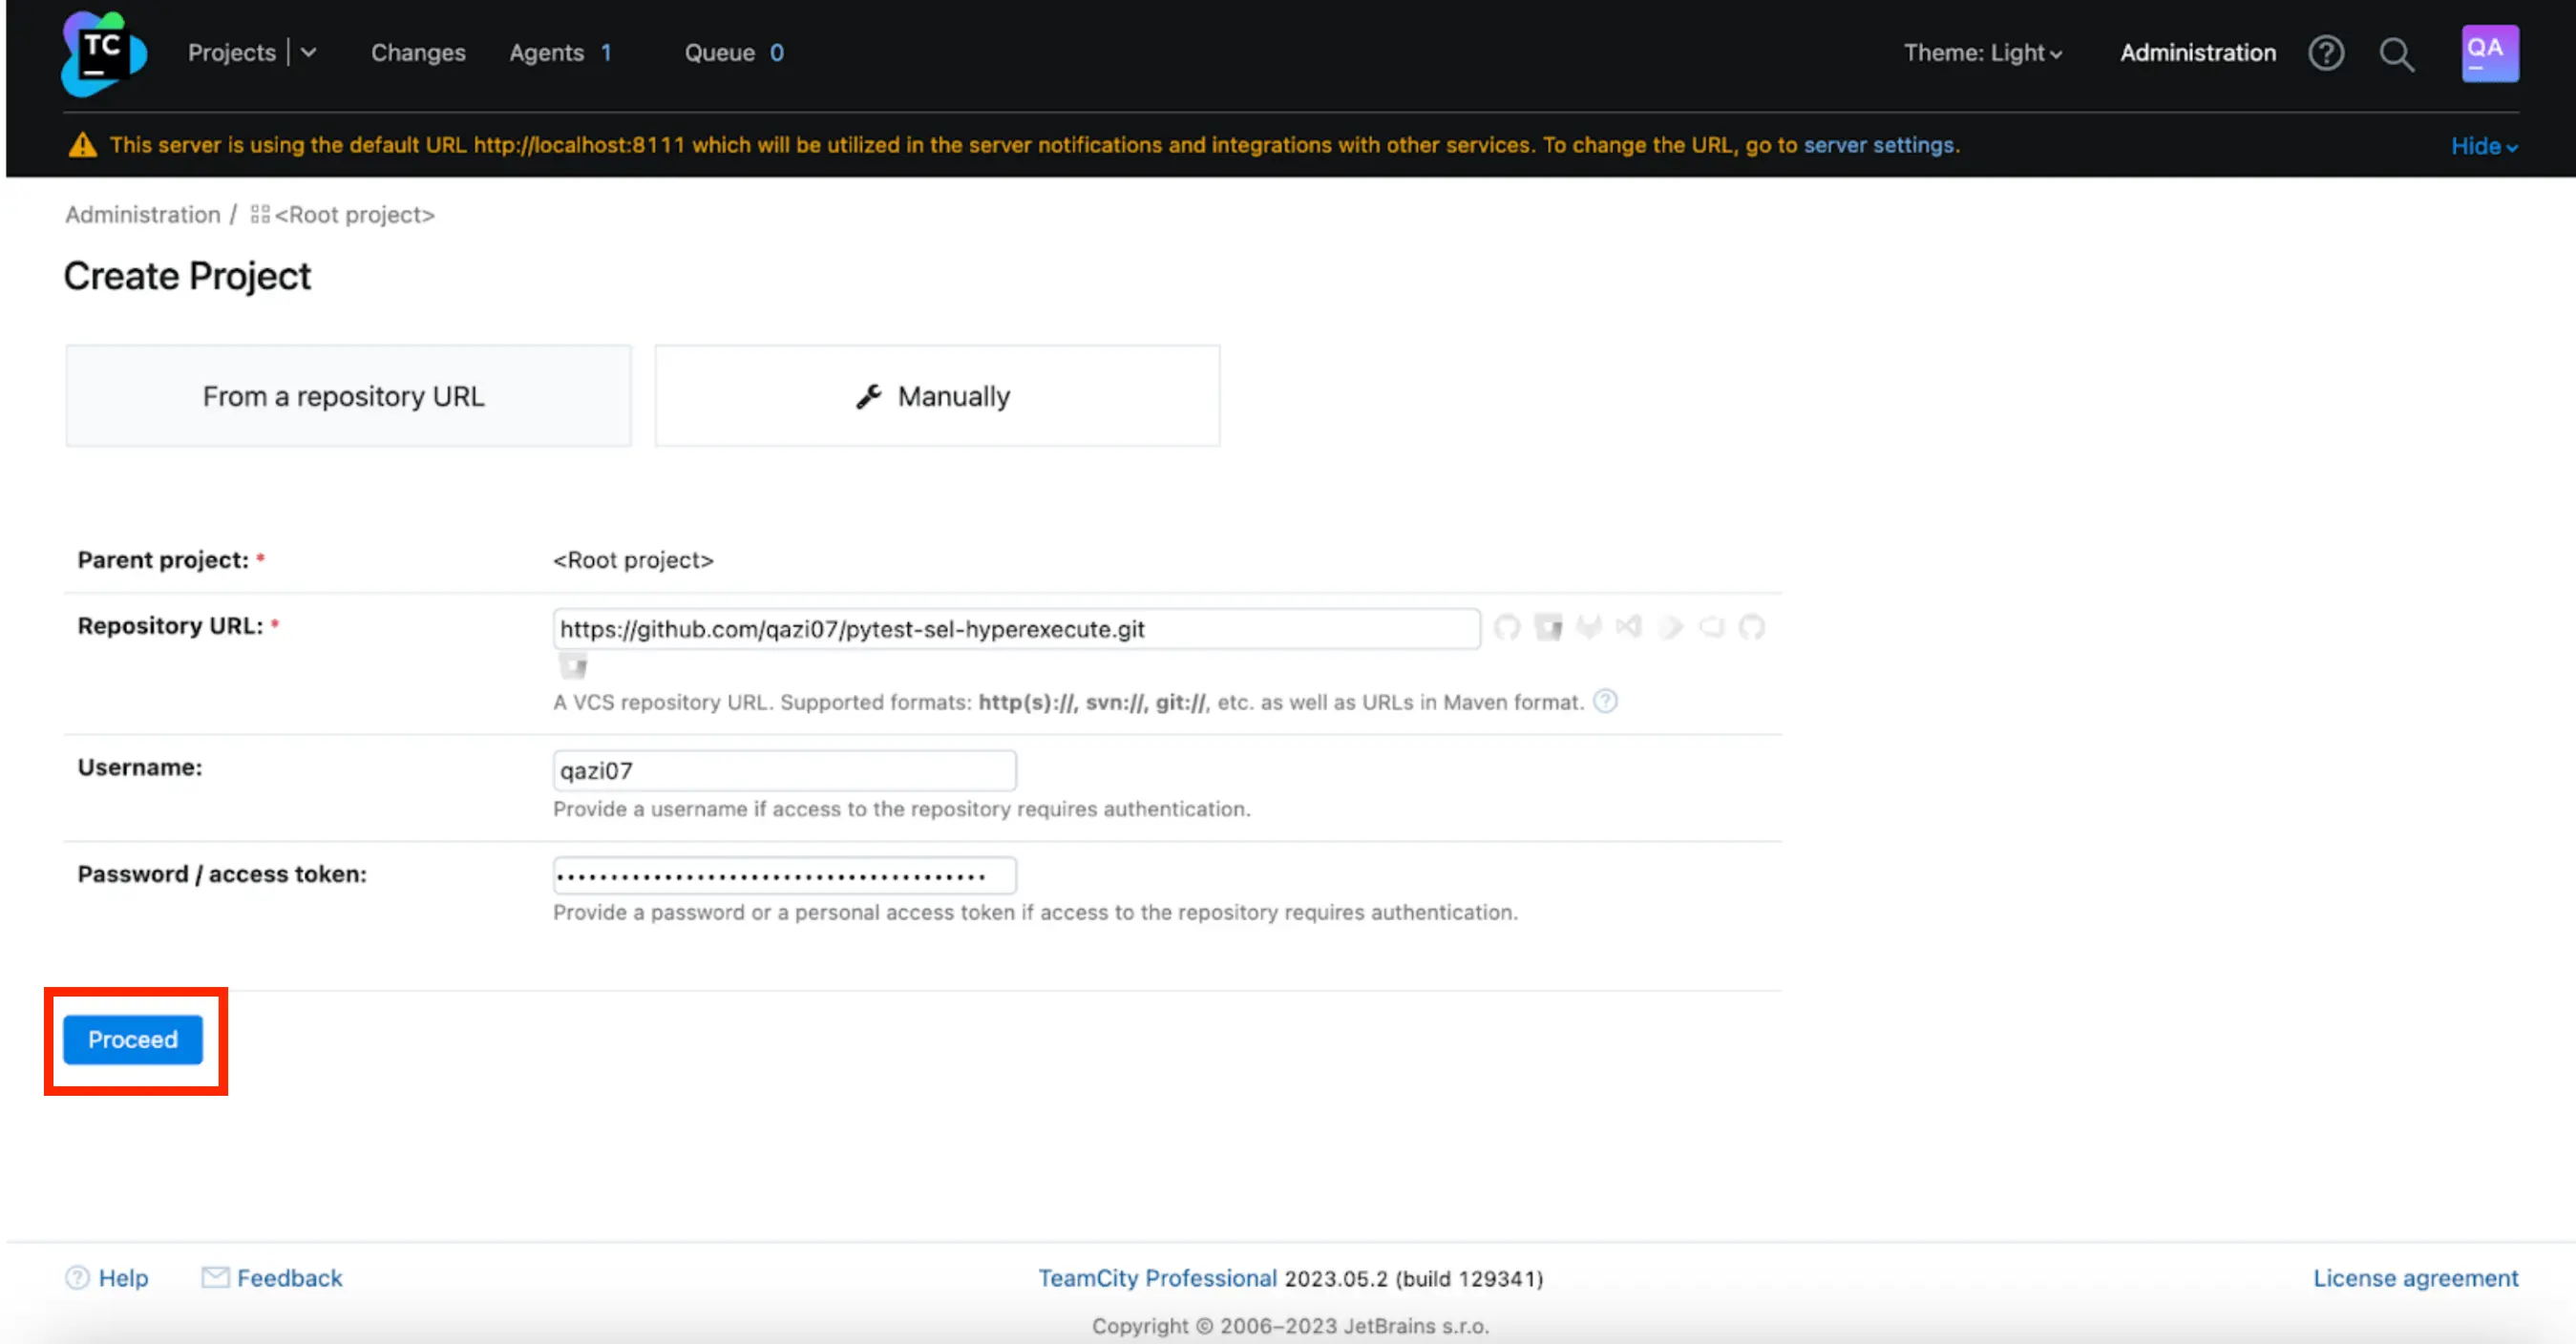 TC Projects Changes Agents 1 Queue 0 Theme: Light Administration QA
This server is using the default URL http://localhost:8111 which will be utilized in the server notifications and integrations with other services. To change the URL, go to server settings. Hide
Administration / <Root project>
Create Project
From a repository URL Manually
Parent project: * <Root project>
Repository URL: * https://github.com/qazi07/pytest-sel-hyperexecute.git
A VCS repository URL. Supported formats: http(s)://, svn://, git://, etc. as well as URLs in Maven format.
Username: qazi07
Provide a username if access to the repository requires authentication.
Password / access token:
Provide a password or a personal access token if access to the repository requires authentication.
Proceed
Help Feedback TeamCity Professional 2023.05.2 (build 129341) License agreement
Copyright © 2006–2023 JetBrains s.r.o.